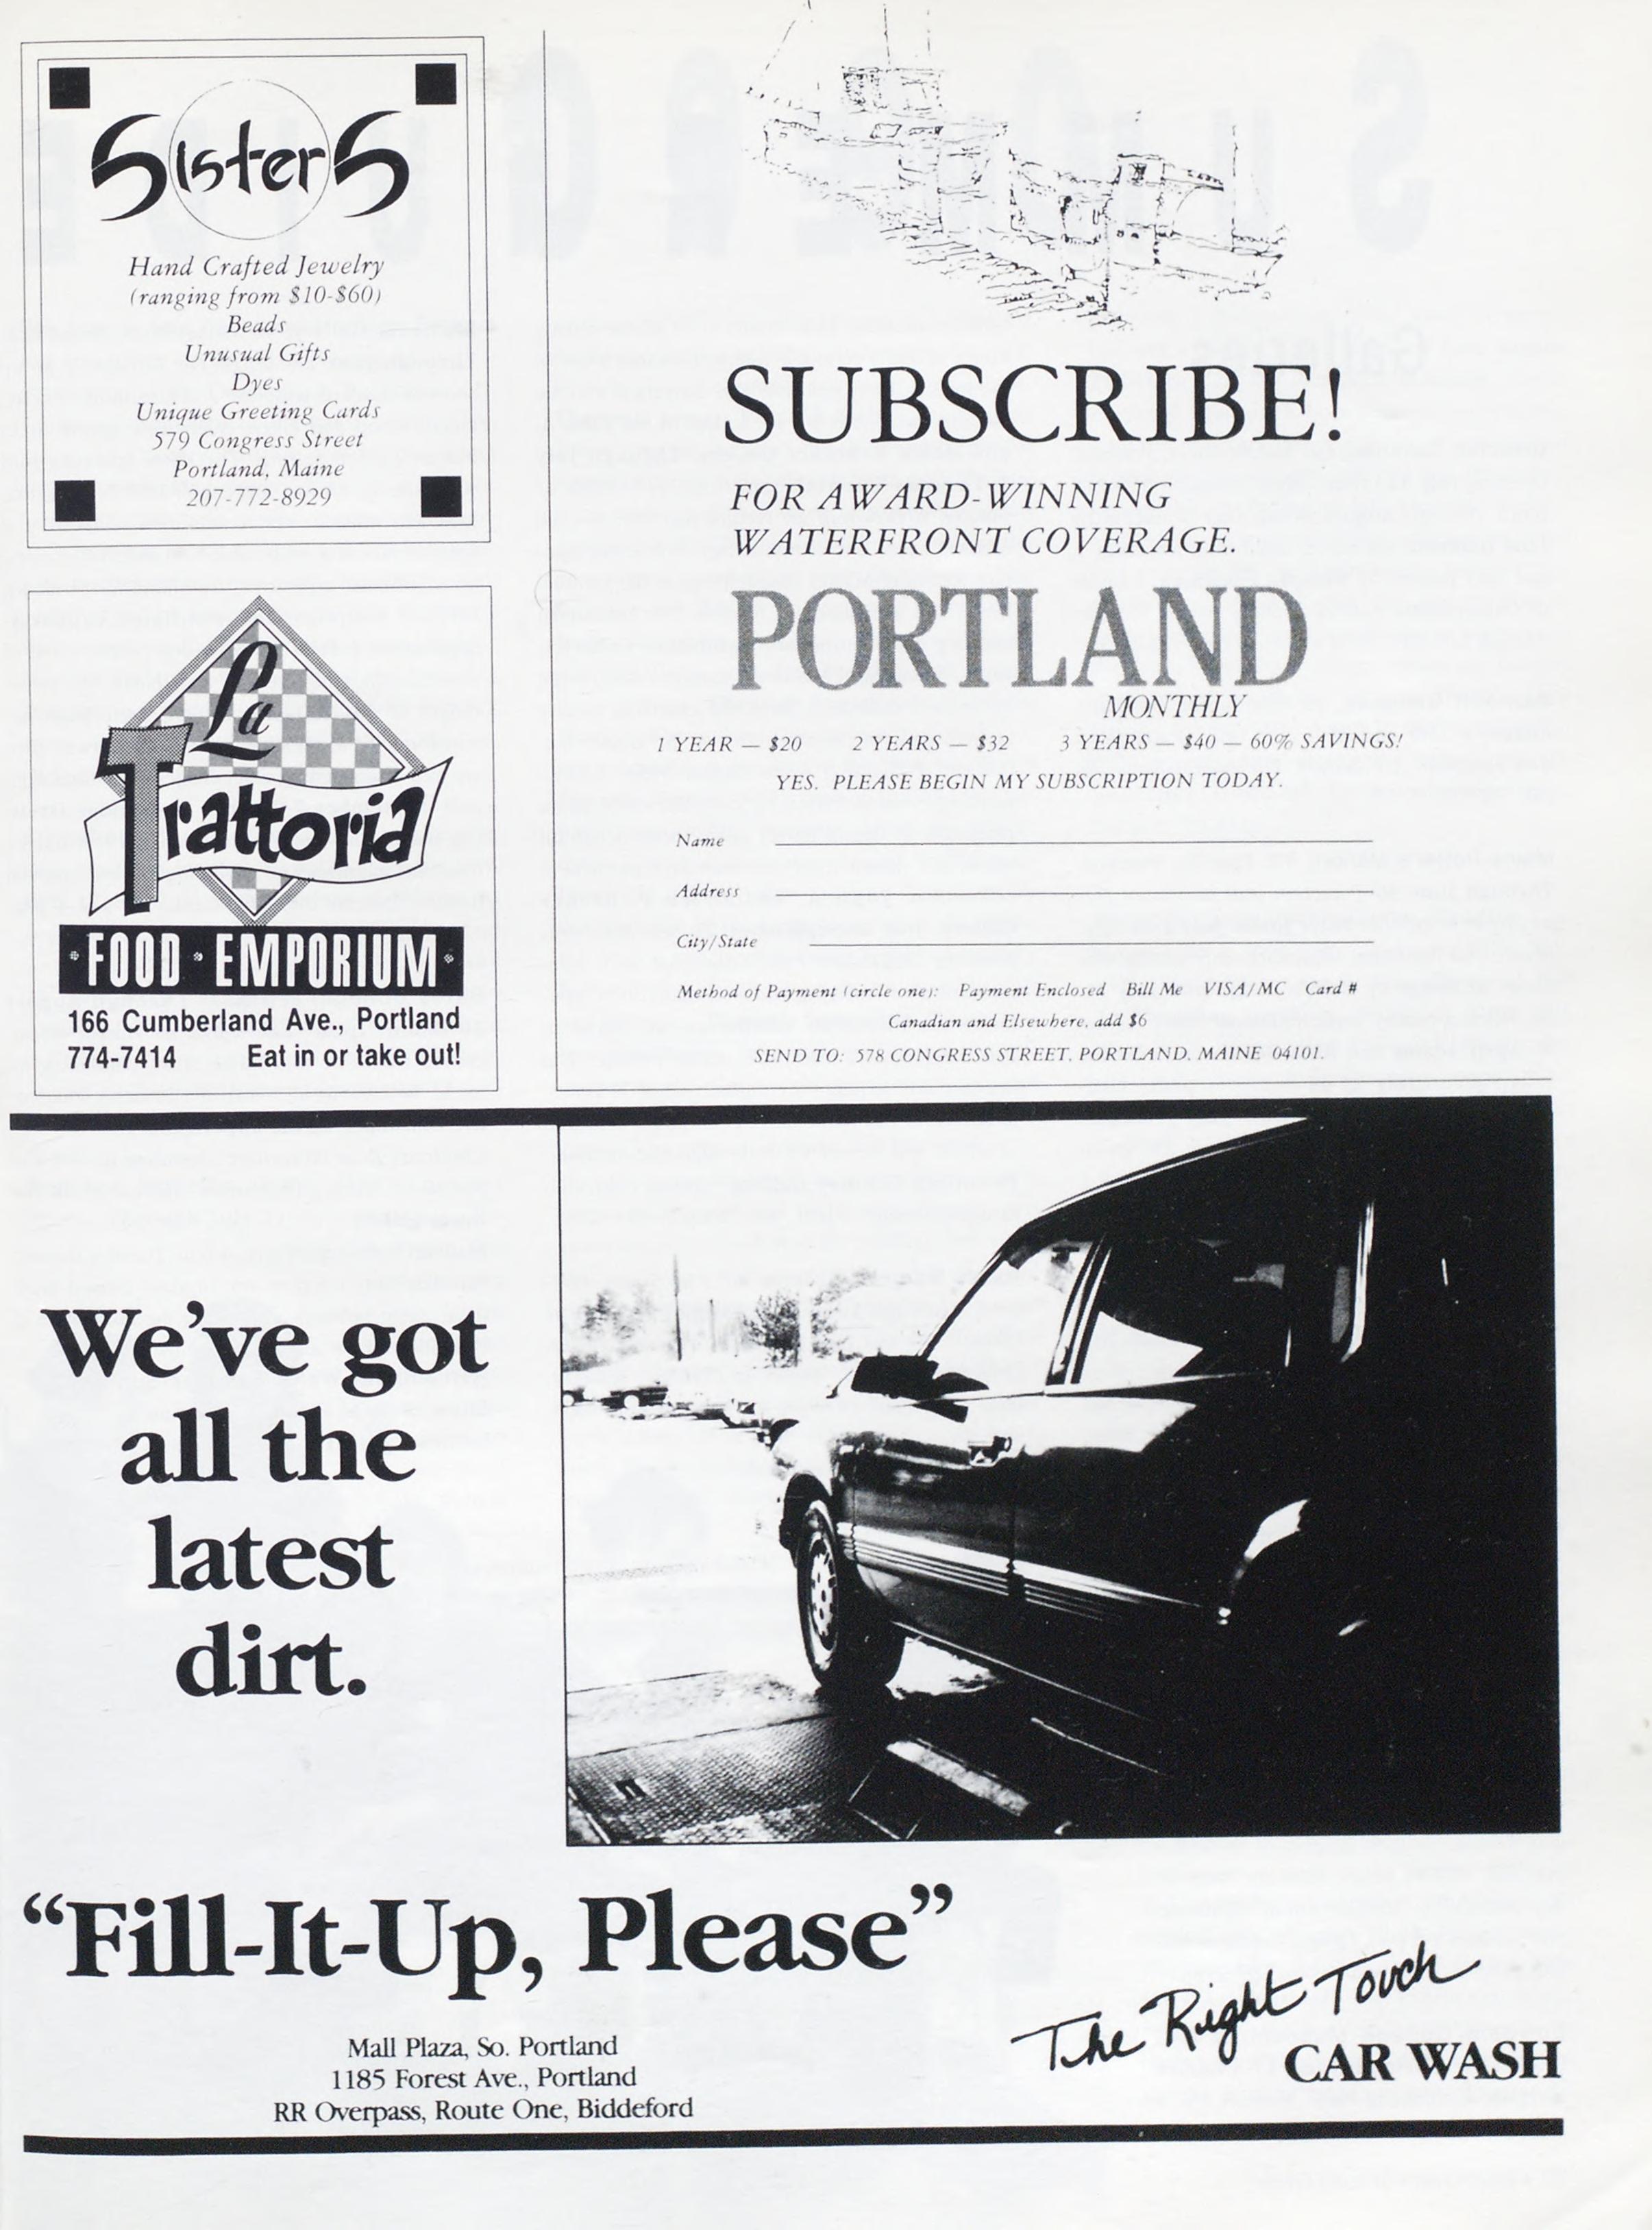 Sisters
Hand Crafted Jewelry
(ranging from $10-$60)
Beads
Unusual Gifts
Dyes
Unique Greeting Cards
579 Congress Street
Portland, Maine
207-772-8929
La
Trattoria
FOOD · EMPORIUM
166 Cumberland Ave., Portland
774-7414 Eat in or take out!
SUBSCRIBE!
FOR AWARD-WINNING
WATERFRONT COVERAGE.
PORTLAND
MONTHLY
1 YEAR — $20 2 YEARS — $32 3 YEARS — $40 — 60% SAVINGS!
YES. PLEASE BEGIN MY SUBSCRIPTION TODAY.
Name
Address
City/State
Method of Payment (circle one): Payment Enclosed Bill Me VISA/MC Card #
Canadian and Elsewhere, add $6
SEND TO: 578 CONGRESS STREET, PORTLAND, MAINE 04101.
We've got
all the
latest
dirt.
“Fill-It-Up, Please”
Mall Plaza, So. Portland
1185 Forest Ave., Portland
RR Overpass, Route One, Biddeford
The Right Touch
CAR WASH